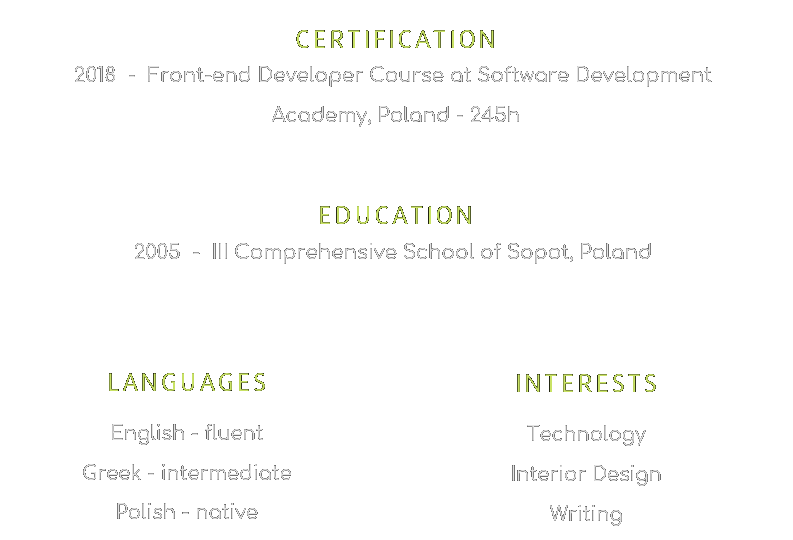 CERTIFICATION
2018 - Front-end Developer Course at Software Development
Academy, Poland - 245h
EDUCATION
2005 - III Comprehensive School of Sopot, Poland
LANGUAGES
English - fluent
Greek - intermediate
Polish - native
INTERESTS
Technology
Interior Design
Writing